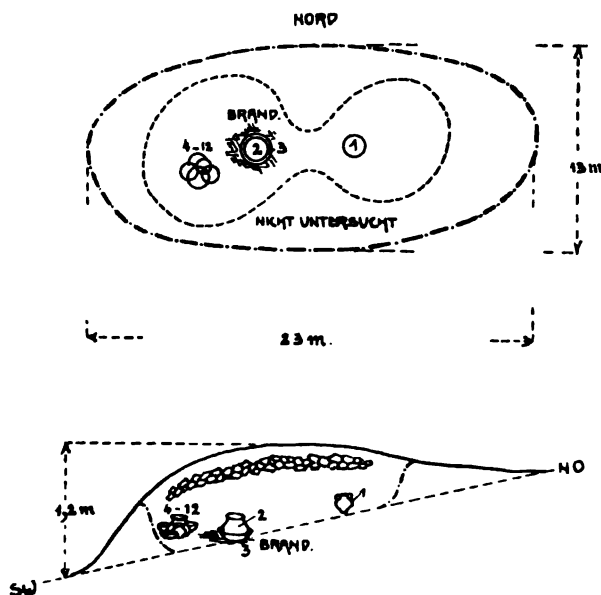 NORD
BRAND.
4-12
2
3
1
13 m
NICHT UNTERSUCHT
23 m.
NO
1,2 m
4-12
1
2
3
BRAND.
SW